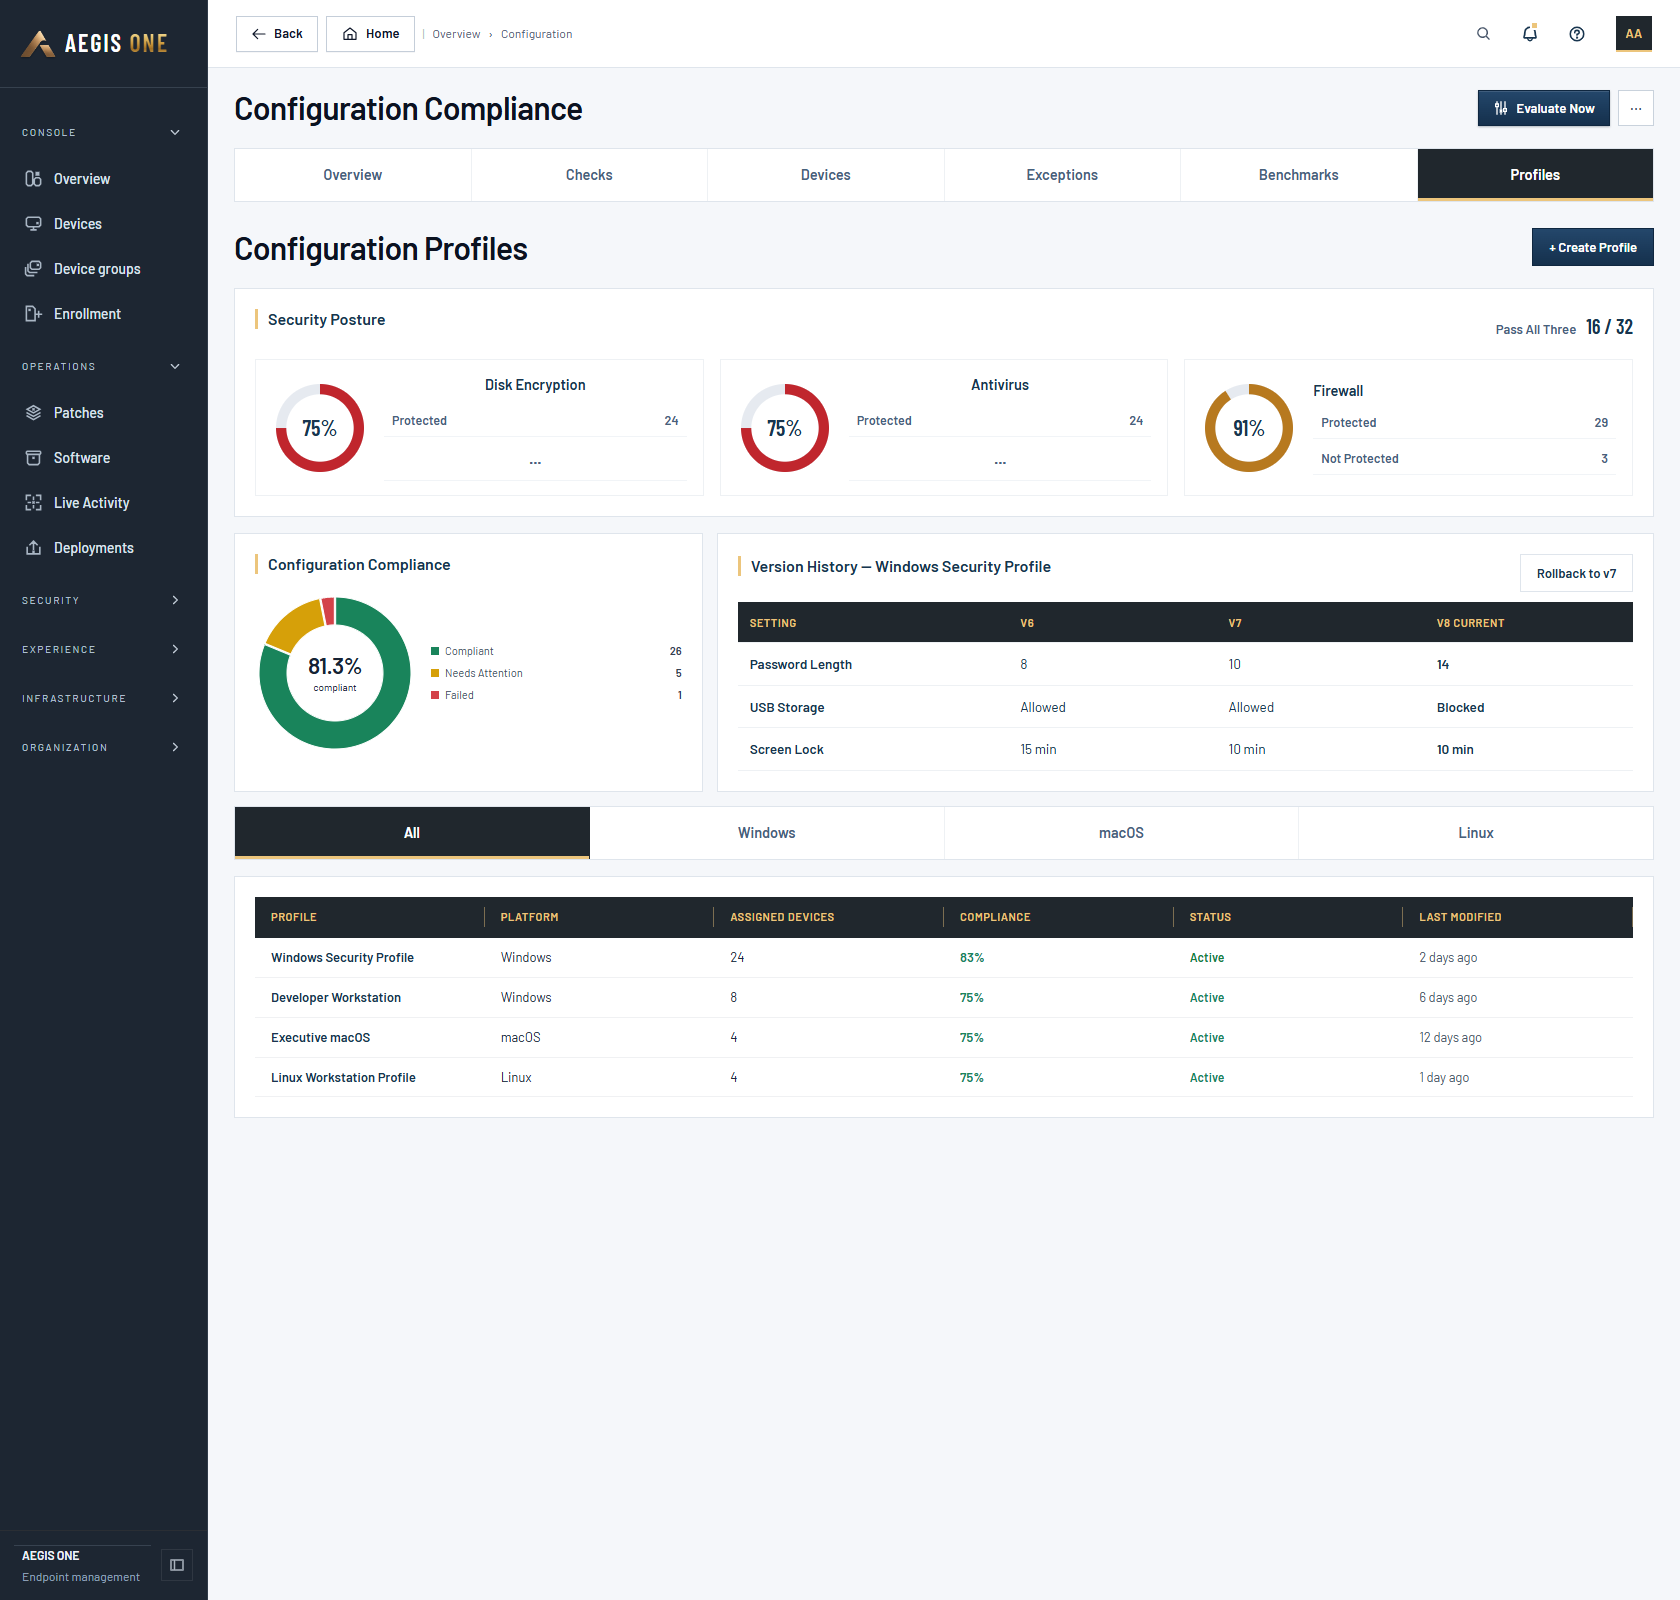 AEGIS ONE
Back
Home
Overview › Configuration
AA
CONSOLE
Overview
Devices
Device groups
Enrollment
OPERATIONS
Patches
Software
Live Activity
Deployments
SECURITY
EXPERIENCE
INFRASTRUCTURE
ORGANIZATION
AEGIS ONE
Endpoint management
Configuration Compliance
Evaluate Now
...
Overview
Checks
Devices
Exceptions
Benchmarks
Profiles
Configuration Profiles
+ Create Profile
Security Posture
Pass All Three 16 / 32
75%
Disk Encryption
Protected 24
...
75%
Antivirus
Protected 24
...
91%
Firewall
Protected 29
Not Protected 3
Configuration Compliance
81.3%
compliant
Compliant 26
Needs Attention 5
Failed 1
Version History — Windows Security Profile
Rollback to v7
SETTING V6 V7 V8 CURRENT
Password Length 8 10 14
USB Storage Allowed Allowed Blocked
Screen Lock 15 min 10 min 10 min
All
Windows
macOS
Linux
PROFILE PLATFORM ASSIGNED DEVICES COMPLIANCE STATUS LAST MODIFIED
Windows Security Profile Windows 24 83% Active 2 days ago
Developer Workstation Windows 8 75% Active 6 days ago
Executive macOS macOS 4 75% Active 12 days ago
Linux Workstation Profile Linux 4 75% Active 1 day ago